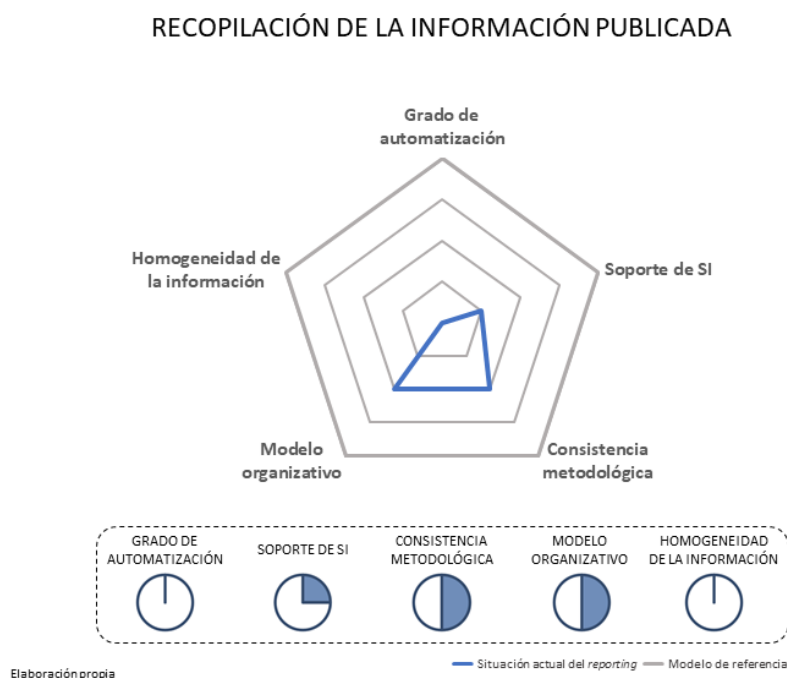 RECOPILACIÓN DE LA INFORMACIÓN PUBLICADA
Grado de
automatización
Homogeneidad de
la información
Soporte de SI
Modelo
organizativo
Consistencia
metodológica
GRADO DE
AUTOMATIZACIÓN
SOPORTE DE SI
CONSISTENCIA
METODOLÓGICA
MODELO
ORGANIZATIVO
HOMOGENEIDAD
DE LA INFORMACIÓN
Situación actual del reporting
Modelo de referencia
Elaboración propia